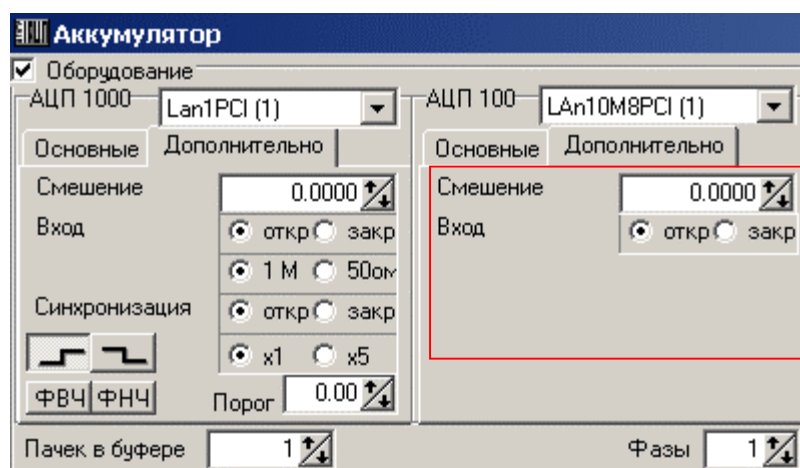 Аккумулятор
Оборудование
АЦП 1000
Lan1PCI (1)
Основные
Дополнительно
Смешение
0.0000
Вход
откр
закр
1 М
50ом
Синхронизация
откр
закр
x1
x5
ФВЧ
ФНЧ
Порог
0.00
АЦП 100
LAn10M8PCI (1)
Основные
Дополнительно
Смешение
0.0000
Вход
откр
закр
Пачек в буфере
1
Фазы
1